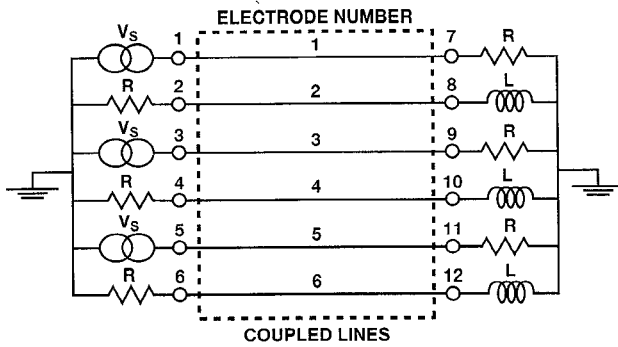 ELECTRODE NUMBER
V_S 1 1 7 R
R 2 2 8 L
V_S 3 3 9 R
R 4 4 10 L
V_S 5 5 11 R
R 6 6 12 L
COUPLED LINES